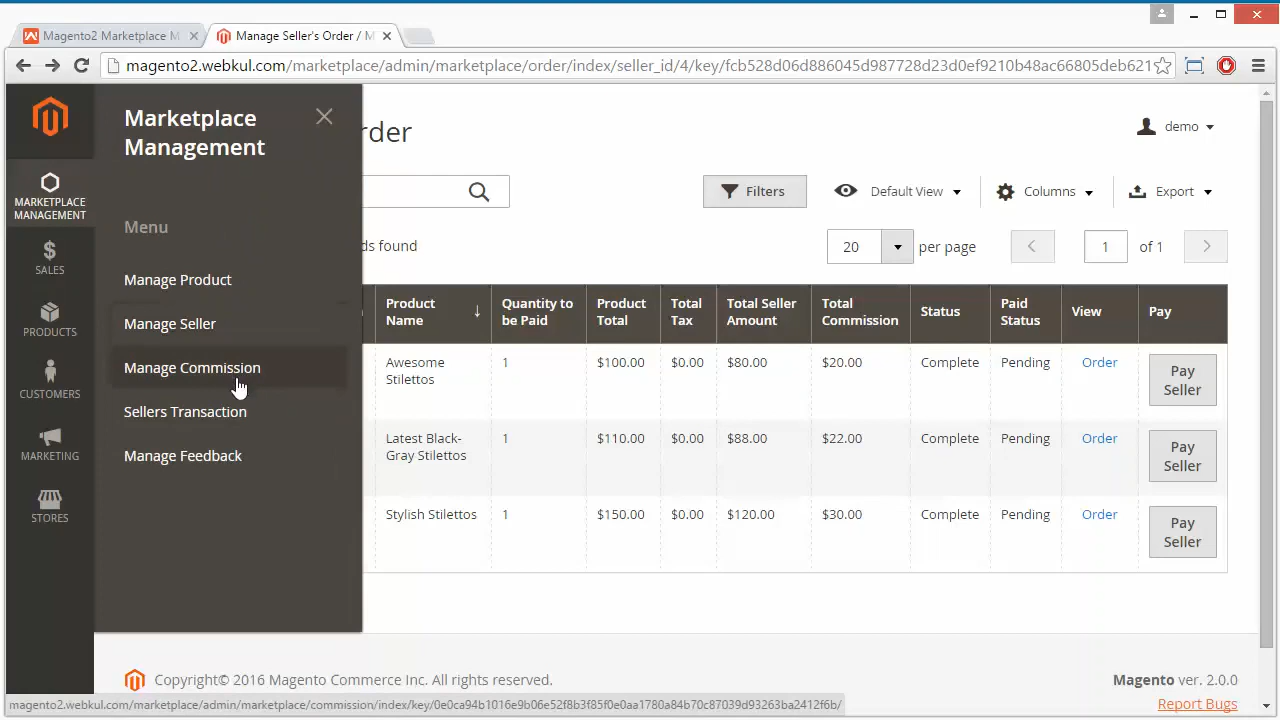 Magento2 Marketplace M
Manage Seller's Order / M
magento2.webkul.com/marketplace/admin/marketplace/order/index/seller_id/4/key/fcb528d06d886045d987728d23d0ef9210b48ac66805deb621
Marketplace
Management
rder
demo
MARKETPLACE
MANAGEMENT
Filters
Default View
Columns
Export
Menu
SALES
ds found
20
per page
1
of 1
Manage Product
Manage Seller
PRODUCTS
Product
Name
Quantity to
be Paid
Product
Total
Total
Tax
Total Seller
Amount
Total
Commission
Status
Paid
Status
View
Pay
Manage Commission
CUSTOMERS
Awesome
Stilettos
1
$100.00
$0.00
$80.00
$20.00
Complete
Pending
Order
Pay
Seller
Sellers Transaction
Manage Feedback
MARKETING
Latest Black-
Gray Stilettos
1
$110.00
$0.00
$88.00
$22.00
Complete
Pending
Order
Pay
Seller
STORES
Stylish Stilettos
1
$150.00
$0.00
$120.00
$30.00
Complete
Pending
Order
Pay
Seller
Copyright© 2016 Magento Commerce Inc. All rights reserved.
Magento ver. 2.0.0
magento2.webkul.com/marketplace/admin/marketplace/commission/index/key/0e0ca94b1016e9b06e52f8b3f85f0e0aa1780a84b70c87039d93263ba2412f6b/
Report Bugs